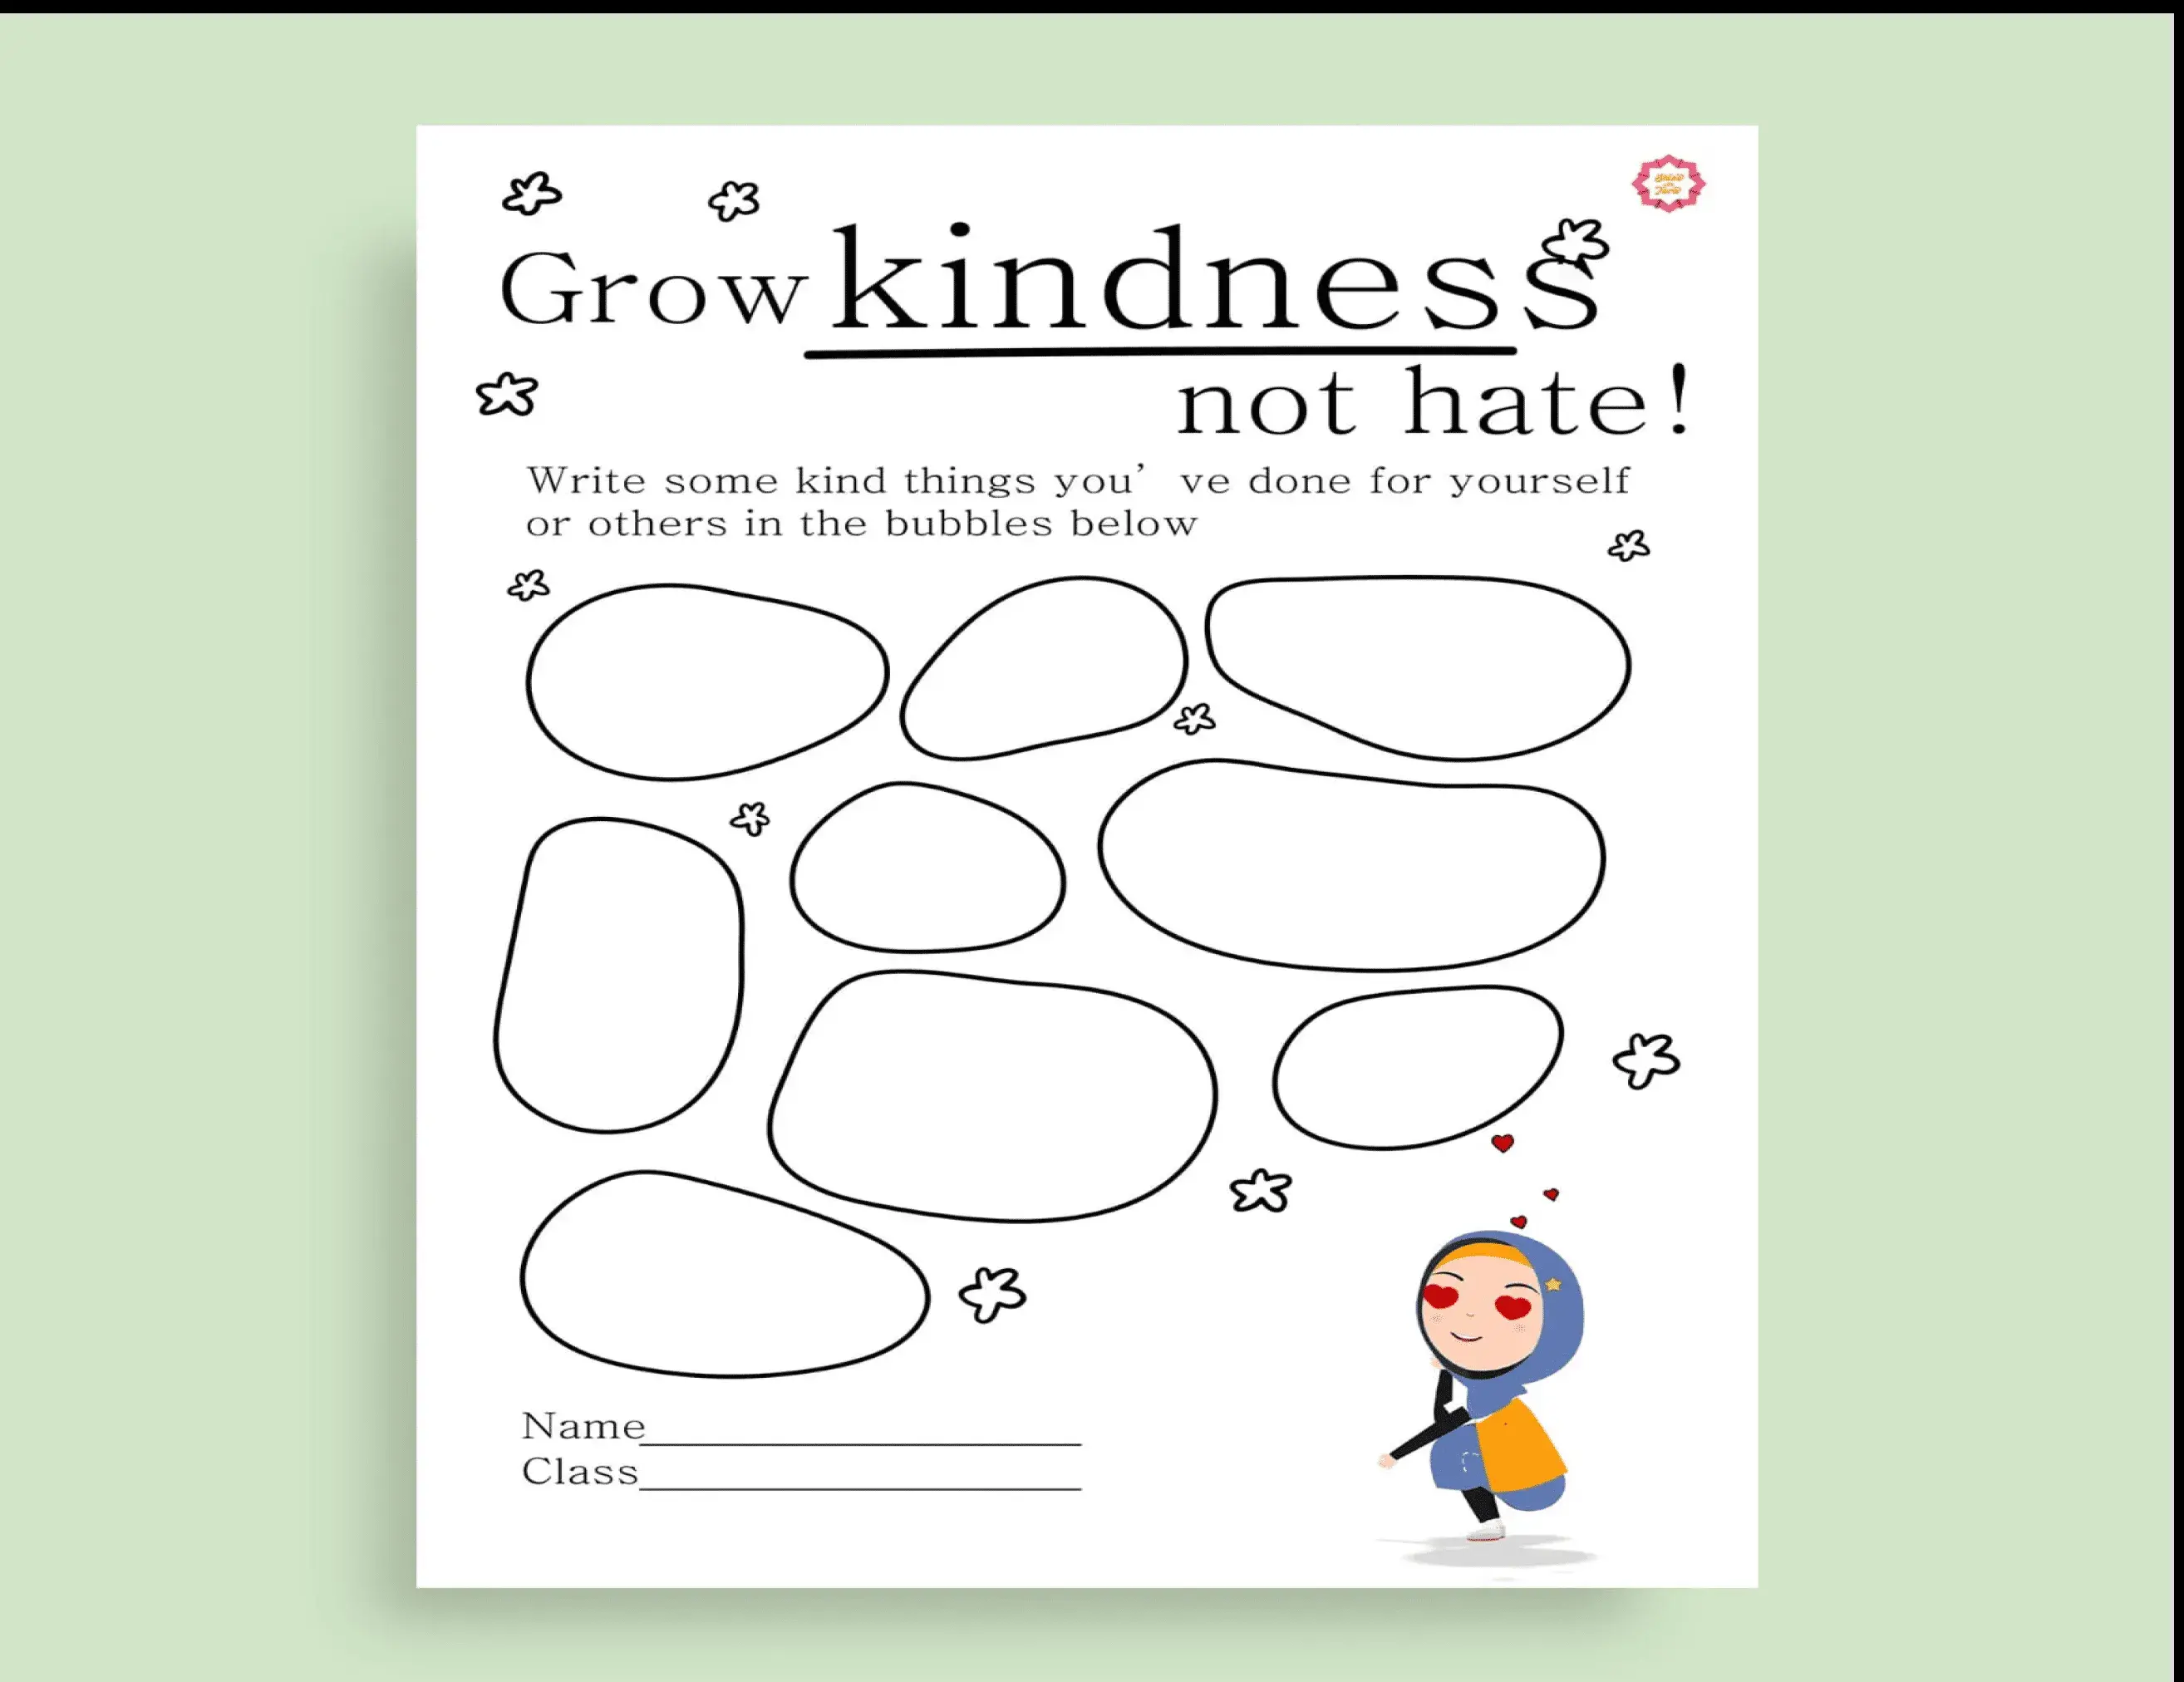 Grow kindness
not hate!
Write some kind things you’ve done for yourself
or others in the bubbles below
Name
Class